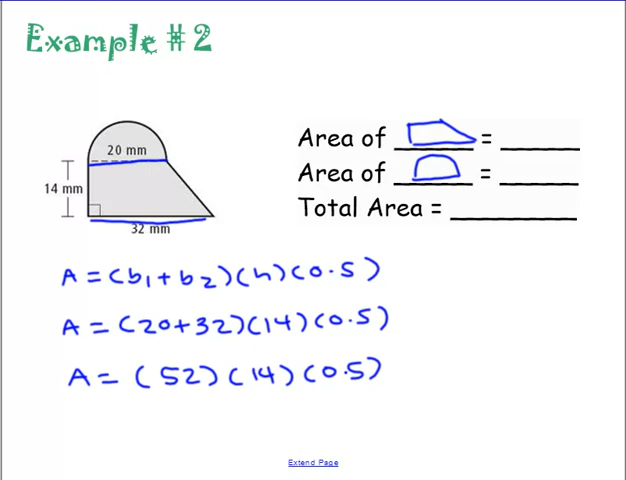 Example #2
20 mm
14 mm
32 mm
Area of ______ = ______
Area of ______ = ______
Total Area = __________
A = (b₁ + b₂)(h)(0.5)
A = (20+32)(14)(0.5)
A = (52)(14)(0.5)
Extend Page